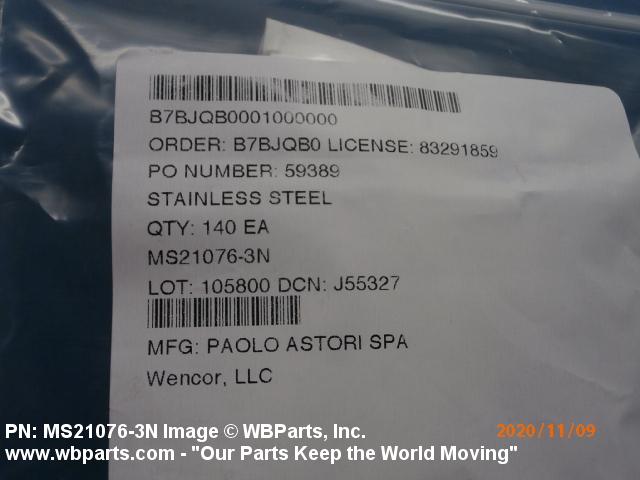 B7BJQB0001000000
ORDER: B7BJQB0 LICENSE: 83291859
PO NUMBER: 59389
STAINLESS STEEL
QTY: 140 EA
MS21076-3N
LOT: 105800 DCN: J55327
MFG: PAOLO ASTORI SPA
Wencor, LLC
PN: MS21076-3N Image © WBParts, Inc.
2020/11/09
www.wbparts.com - "Our Parts Keep the World Moving"